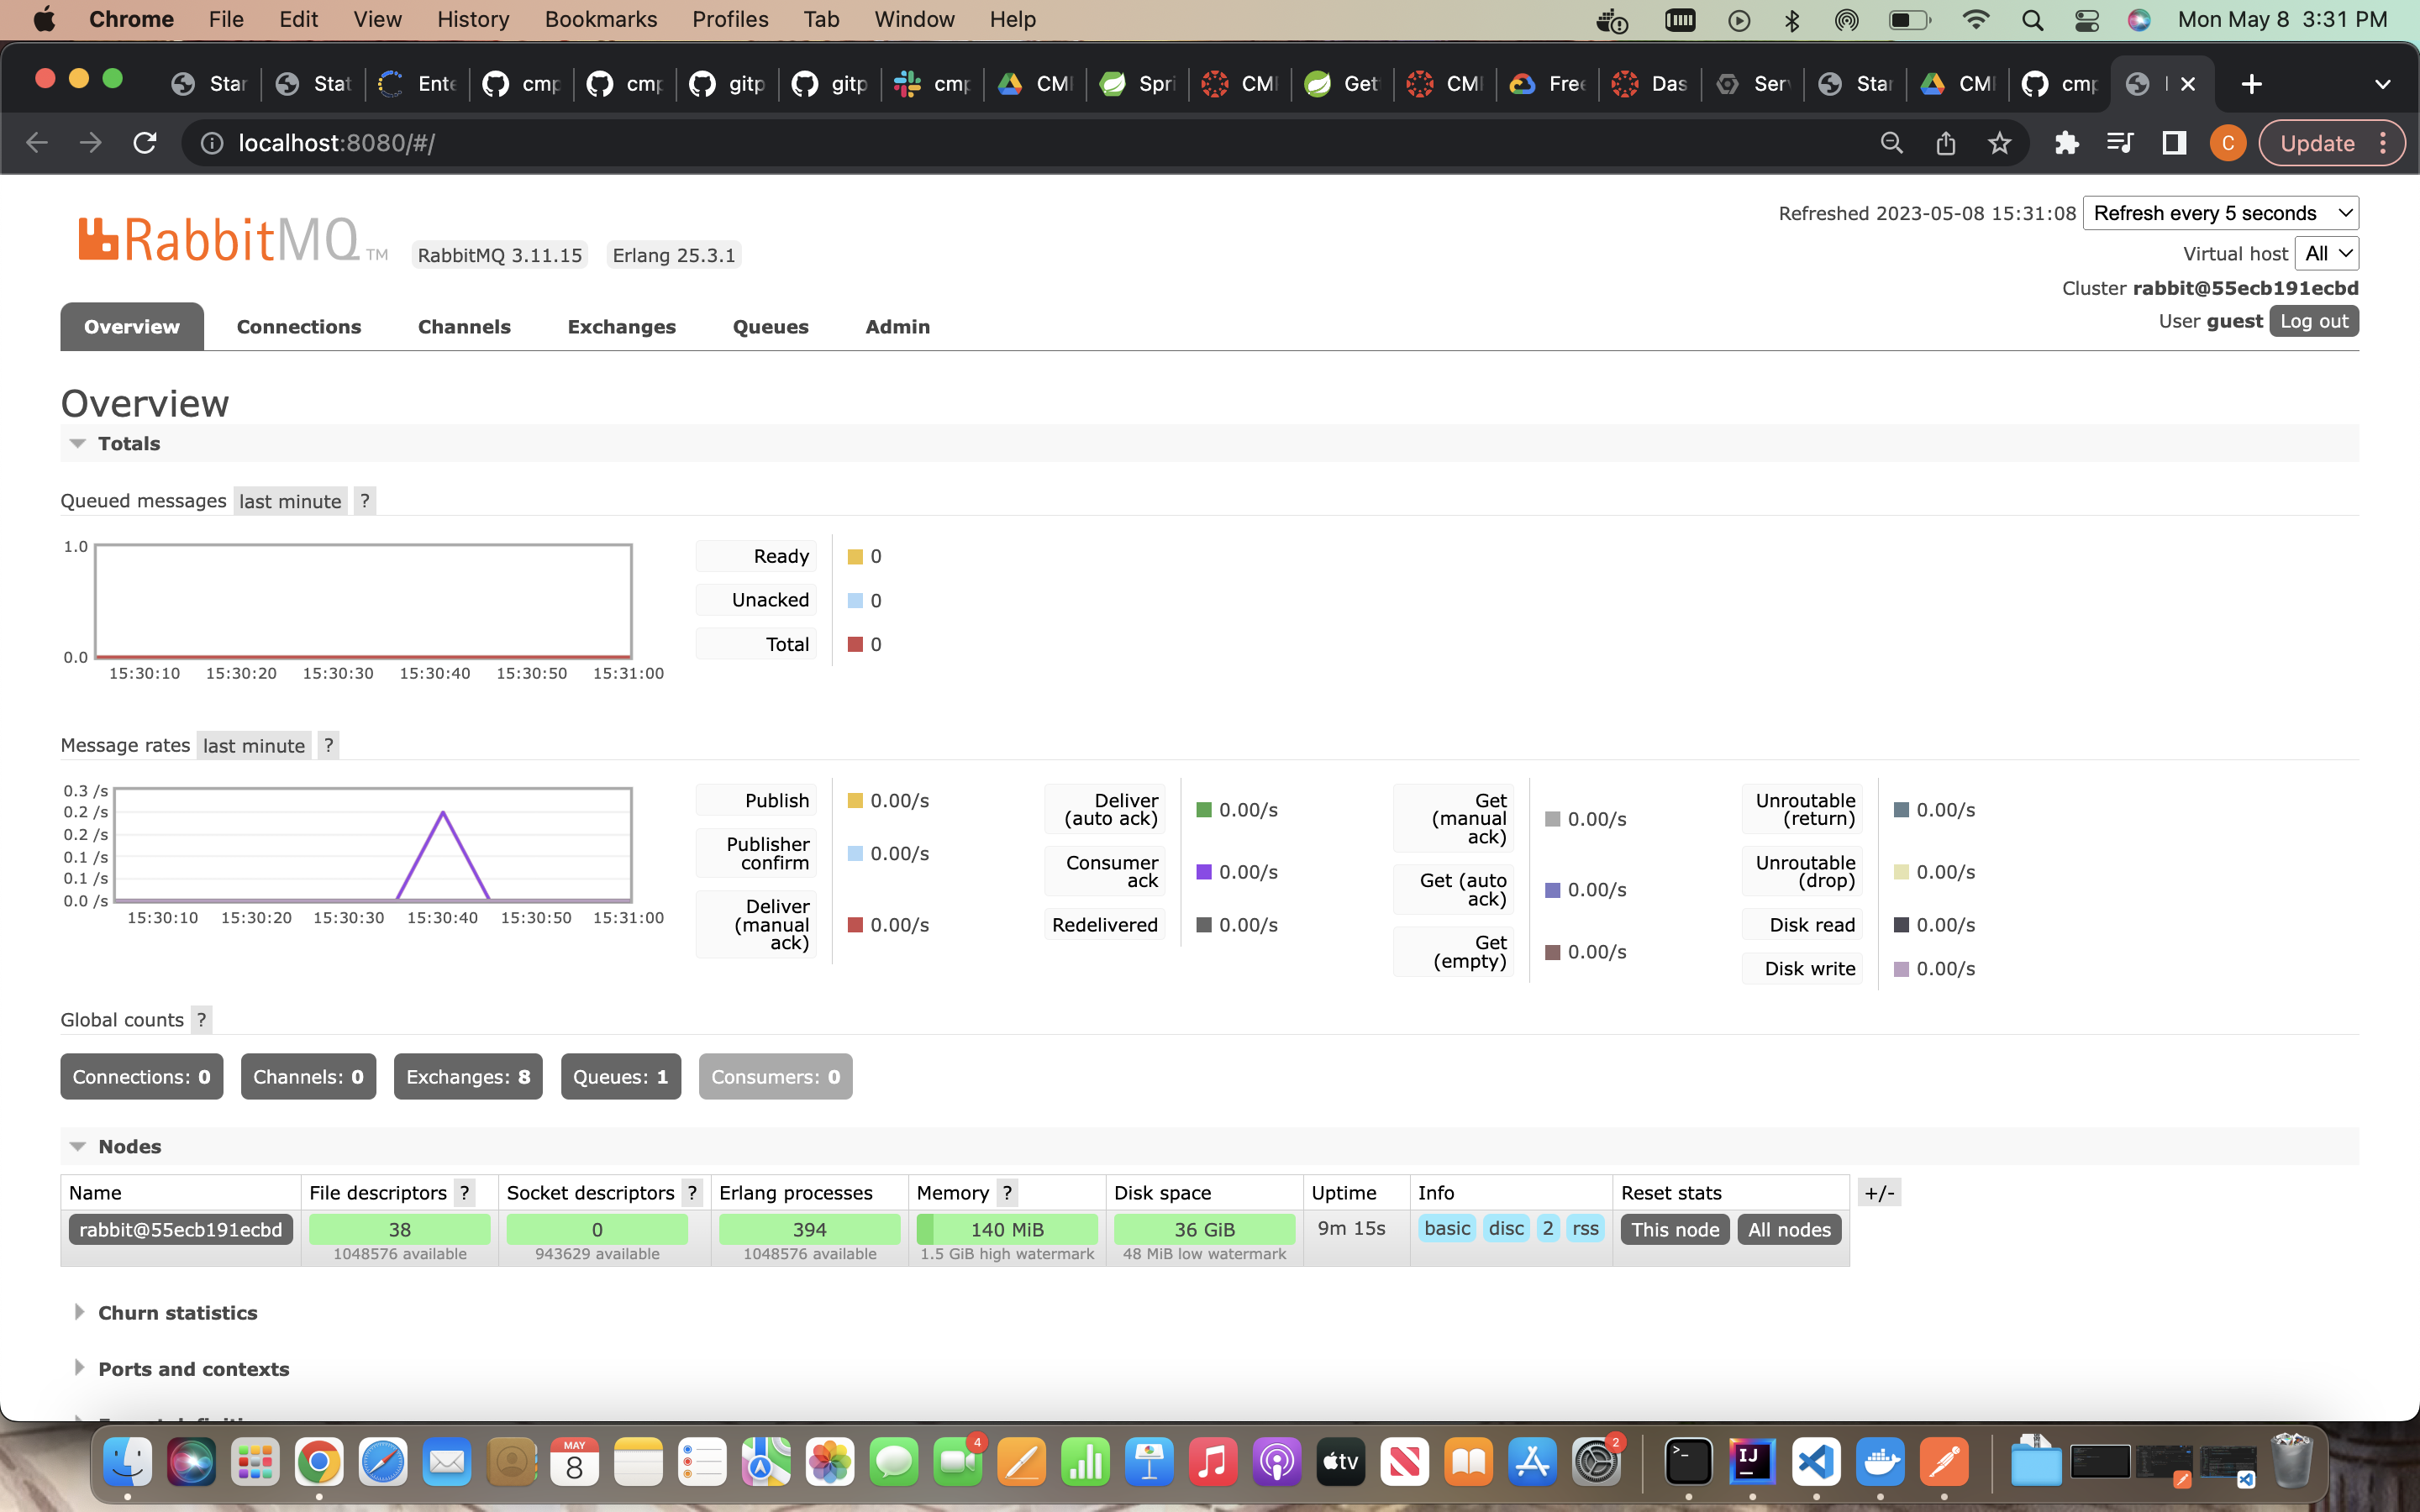 Chrome File Edit View History Bookmarks Profiles Tab Window Help Mon May 8 3:31 PM
Star Stat Ente cmp cmp gitp gitp cmp CMI Spri CMI Get CMI Free Das Serv Star CMI cmp
localhost:8080/#/ C Update
Refreshed 2023-05-08 15:31:08 Refresh every 5 seconds
RabbitMQ TM RabbitMQ 3.11.15 Erlang 25.3.1
Virtual host All
Cluster rabbit@55ecb191ecbd
User guest Log out
Overview Connections Channels Exchanges Queues Admin
Overview
Totals
Queued messages last minute ?
1.0
0.0
15:30:10 15:30:20 15:30:30 15:30:40 15:30:50 15:31:00
Ready 0
Unacked 0
Total 0
Message rates last minute ?
0.3 /s
0.2 /s
0.2 /s
0.1 /s
0.1 /s
0.0 /s
15:30:10 15:30:20 15:30:30 15:30:40 15:30:50 15:31:00
Publish 0.00/s
Publisher confirm 0.00/s
Deliver (manual ack) 0.00/s
Deliver (auto ack) 0.00/s
Consumer ack 0.00/s
Redelivered 0.00/s
Get (manual ack) 0.00/s
Get (auto ack) 0.00/s
Get (empty) 0.00/s
Unroutable (return) 0.00/s
Unroutable (drop) 0.00/s
Disk read 0.00/s
Disk write 0.00/s
Global counts ?
Connections: 0 Channels: 0 Exchanges: 8 Queues: 1 Consumers: 0
Nodes
Name File descriptors ? Socket descriptors ? Erlang processes Memory ? Disk space Uptime Info Reset stats +/-
rabbit@55ecb191ecbd 38 0 394 140 MiB 36 GiB 9m 15s basic disc 2 rss This node All nodes
1048576 available 943629 available 1048576 available 1.5 GiB high watermark 48 MiB low watermark
Churn statistics
Ports and contexts
MAY
8
4
tv
2
IJ